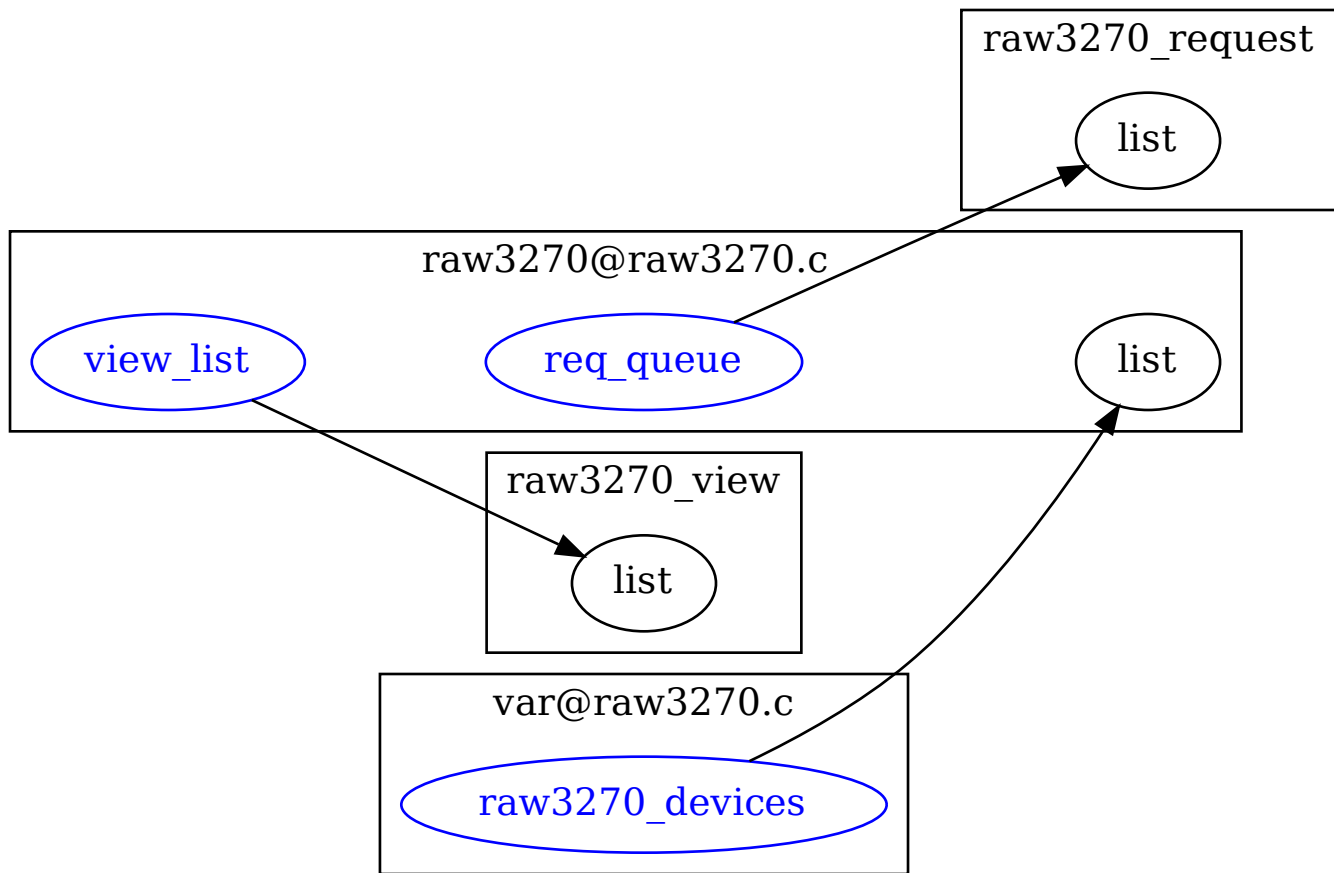 raw3270_request
list
raw3270@raw3270.c
view_list
req_queue
list
raw3270_view
list
var@raw3270.c
raw3270_devices